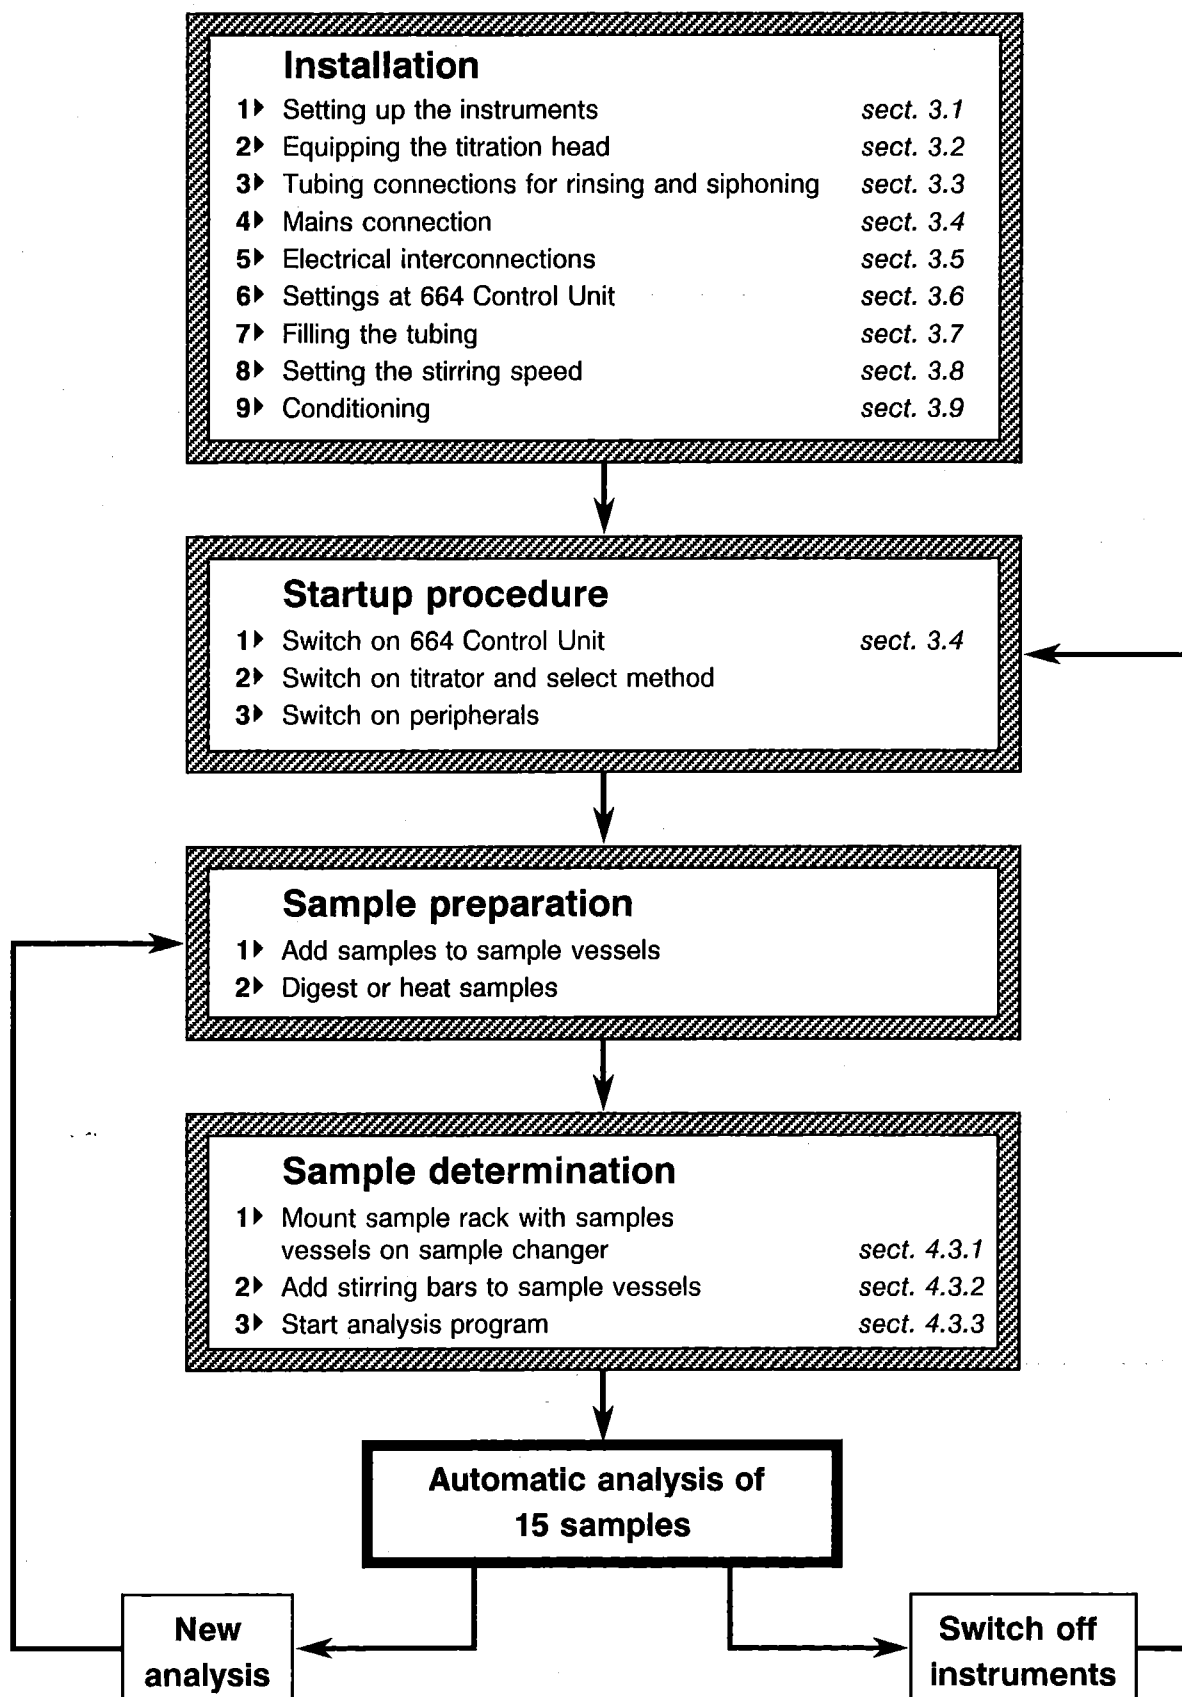 Installation
1▸ Setting up the instruments sect. 3.1
2▸ Equipping the titration head sect. 3.2
3▸ Tubing connections for rinsing and siphoning sect. 3.3
4▸ Mains connection sect. 3.4
5▸ Electrical interconnections sect. 3.5
6▸ Settings at 664 Control Unit sect. 3.6
7▸ Filling the tubing sect. 3.7
8▸ Setting the stirring speed sect. 3.8
9▸ Conditioning sect. 3.9
Startup procedure
1▸ Switch on 664 Control Unit sect. 3.4
2▸ Switch on titrator and select method
3▸ Switch on peripherals
Sample preparation
1▸ Add samples to sample vessels
2▸ Digest or heat samples
Sample determination
1▸ Mount sample rack with samples
vessels on sample changer sect. 4.3.1
2▸ Add stirring bars to sample vessels sect. 4.3.2
3▸ Start analysis program sect. 4.3.3
Automatic analysis of
15 samples
New
analysis
Switch off
instruments